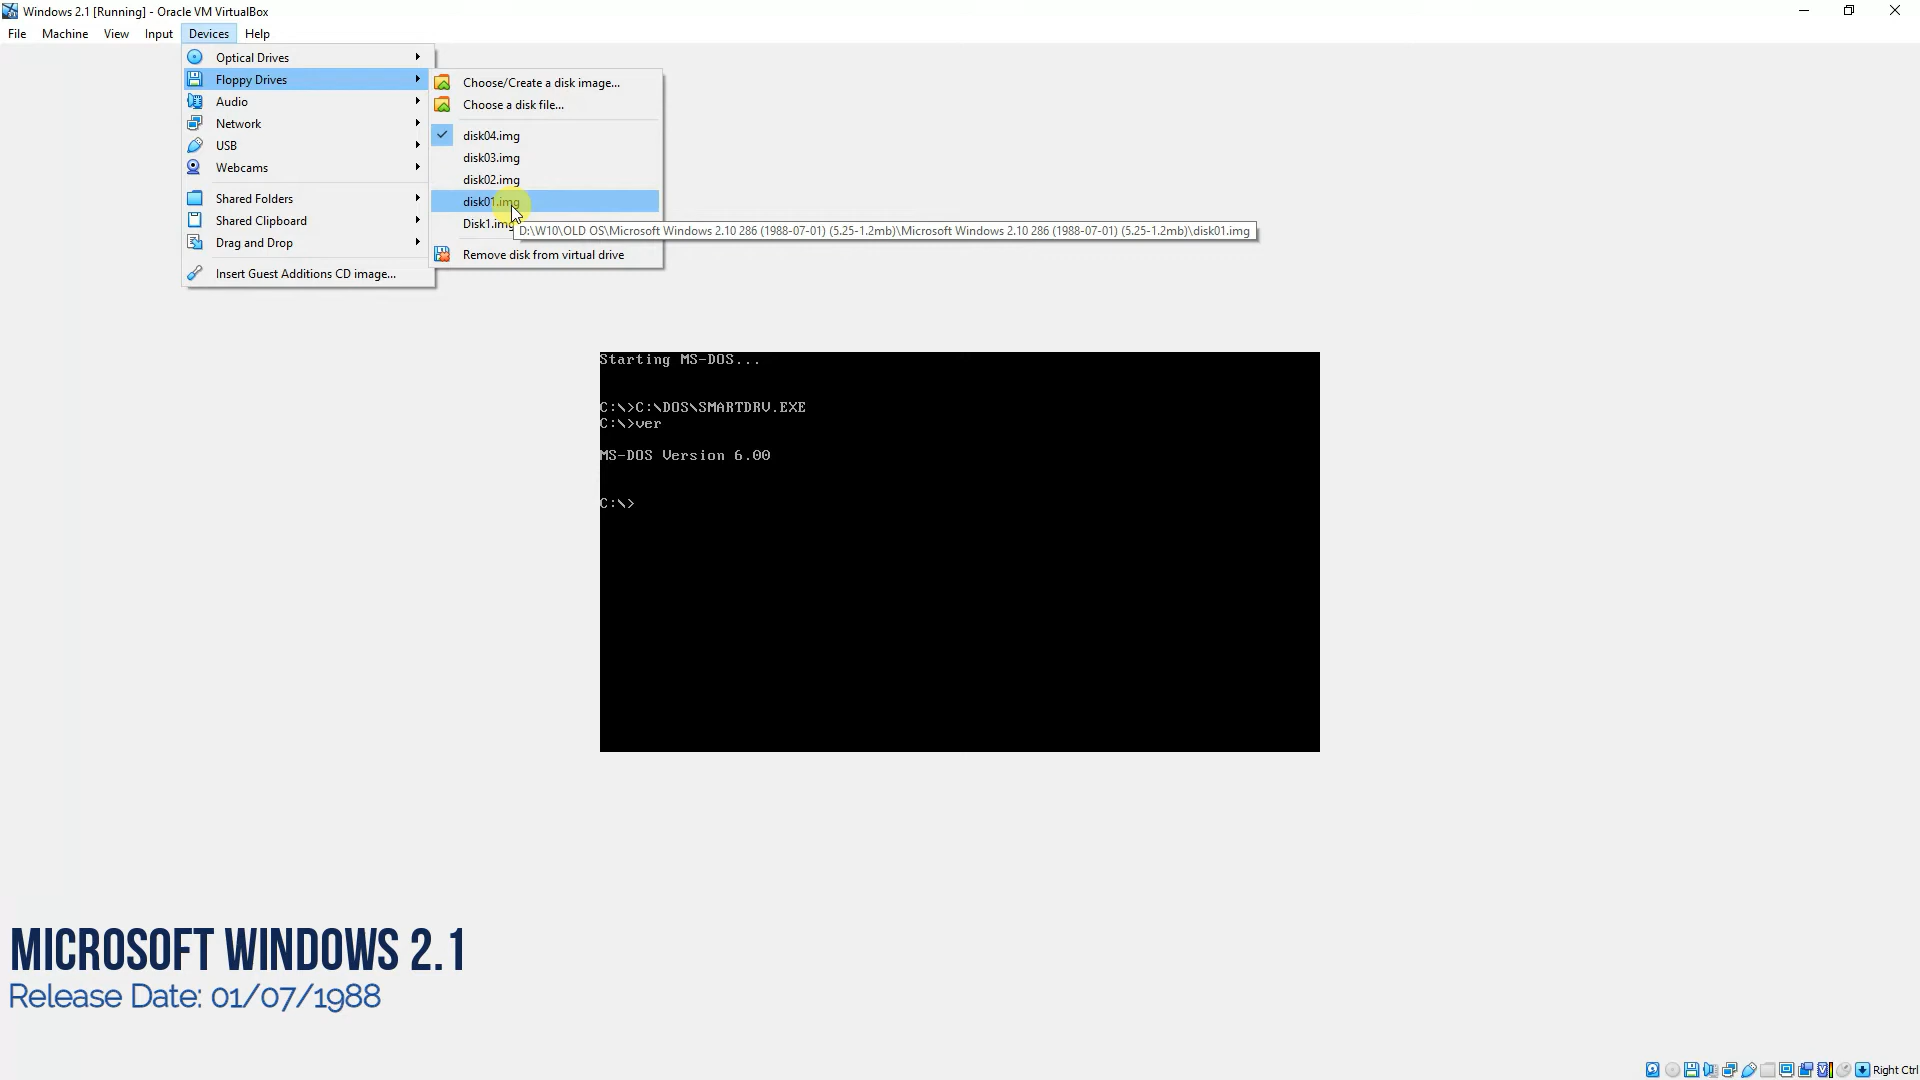 Windows 2.1 [Running] - Oracle VM VirtualBox
File Machine View Input Devices Help
Optical Drives
Floppy Drives
Audio
Network
USB
Webcams
Shared Folders
Shared Clipboard
Drag and Drop
Insert Guest Additions CD image...
Choose/Create a disk image...
Choose a disk file...
disk04.img
disk03.img
disk02.img
disk01.img
Disk1.img
D:\W10\OLD OS\Microsoft Windows 2.10 286 (1988-07-01) (5.25-1.2mb)\Microsoft Windows 2.10 286 (1988-07-01) (5.25-1.2mb)\disk01.img
Remove disk from virtual drive
Starting MS-DOS...
C:\>C:\DOS\SMARTDRV.EXE
C:\>ver
MS-DOS Version 6.00
C:\>
MICROSOFT WINDOWS 2.1
Release Date: 01/07/1988
Right Ctrl